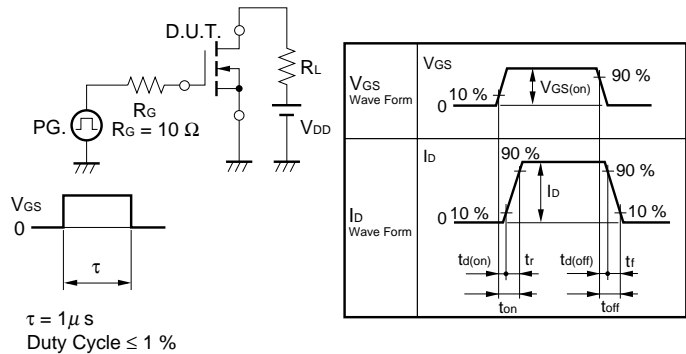 D.U.T.
RL
RG
PG.
RG = 10 Ω
VDD
VGS
0
τ
τ = 1μ s
Duty Cycle ≤ 1 %
VGS
Wave Form
VGS
10 %
0
VGS(on)
90 %
ID
Wave Form
ID
90 %
90 %
ID
0 10 %
10 %
td(on)
tr
td(off)
tf
ton
toff